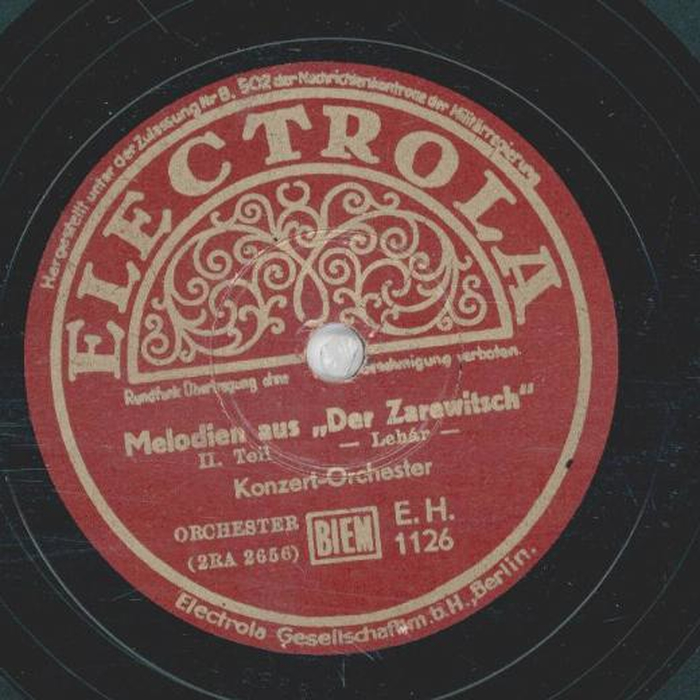 Hergestellt unter der Zulassung Nr B. 502 der Nachrichtenkontrolle der Militärregierung
ELECTROLA
Rundfunk Übertragung ohne Genehmigung verboten.
Melodien aus „Der Zarewitsch“
II. Teil — Lehár —
Konzert-Orchester
ORCHESTER BIEM E. H.
(2RA 2656) 1126
Electrola Gesellschaft m.b.H., Berlin.